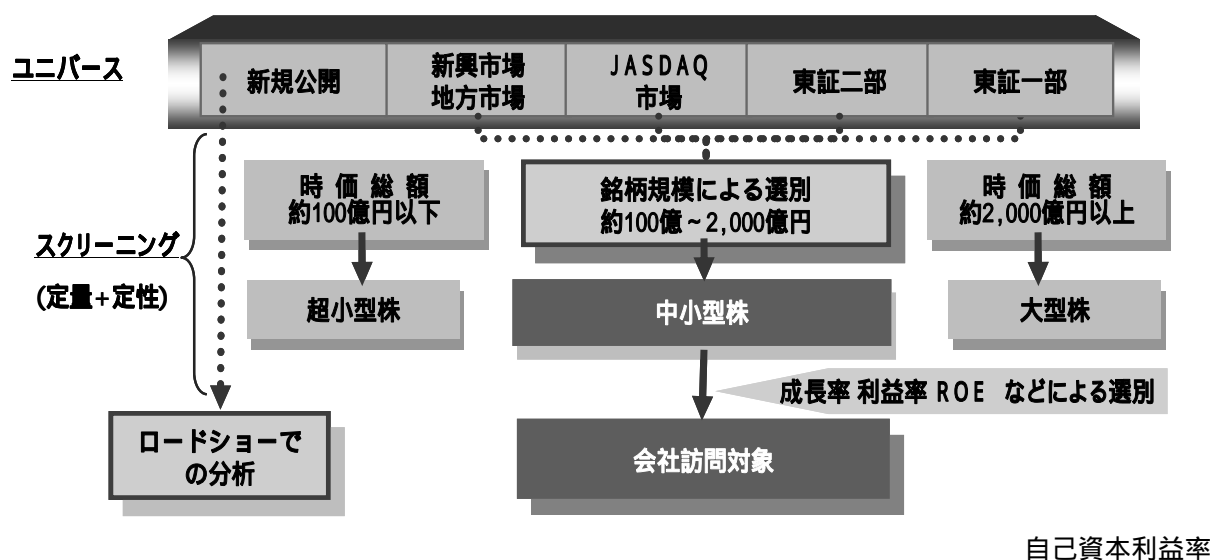 ユニバース
新規公開
新興市場
地方市場
JASDAQ
市場
東証二部
東証一部
スクリーニング
(定量+定性)
時価総額
約100億円以下
銘柄規模による選別
約100億~2,000億円
時価総額
約2,000億円以上
超小型株
中小型株
大型株
成長率 利益率 ROE などによる選別
ロードショーで
の分析
会社訪問対象
自己資本利益率